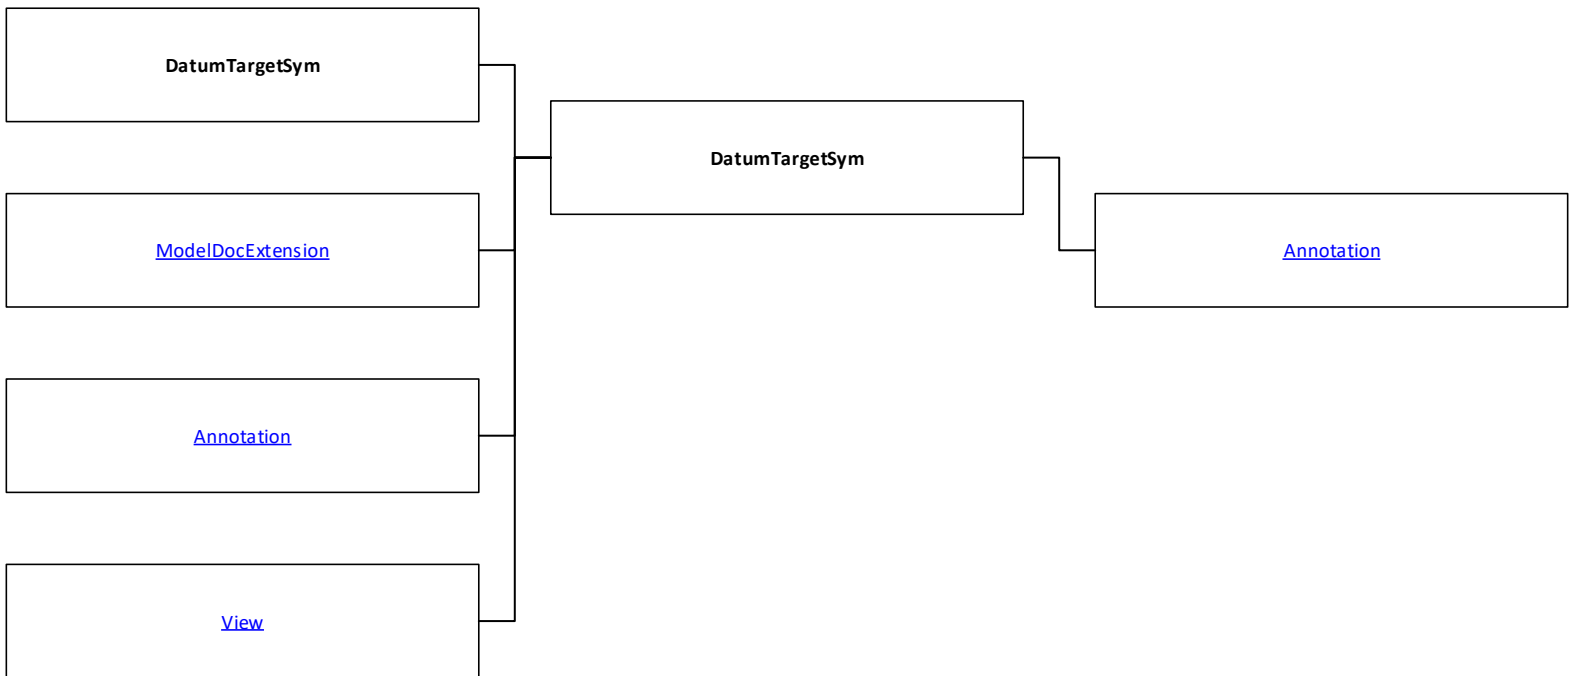 DatumTargetSym
DatumTargetSym
ModelDocExtension
Annotation
Annotation
View